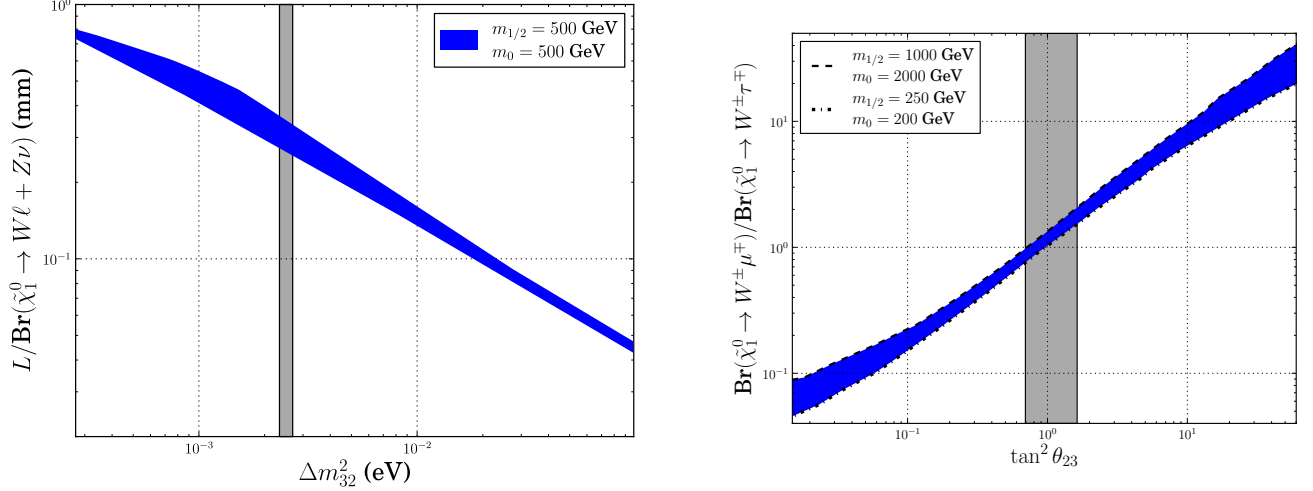 10⁰
10⁻¹
L/Br(χ̃⁰₁ → Wℓ + Zν) (mm)
m₁/₂ = 500 GeV
m₀ = 500 GeV
10⁻³
10⁻²
Δm²₃₂ (eV)
10¹
10⁰
10⁻¹
Br(χ̃⁰₁ → W±μ∓)/Br(χ̃⁰₁ → W±τ∓)
m₁/₂ = 1000 GeV
m₀ = 2000 GeV
m₁/₂ = 250 GeV
m₀ = 200 GeV
10⁻¹
10⁰
10¹
tan² θ₂₃